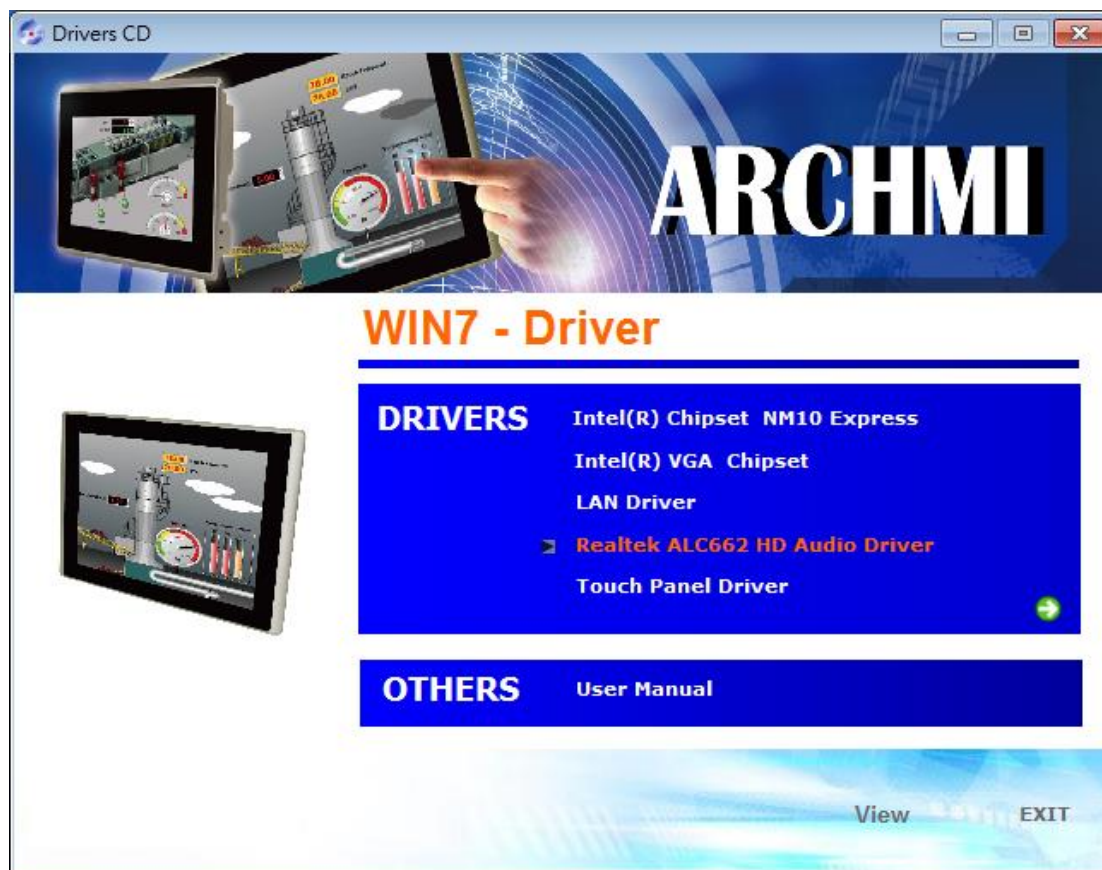 Drivers CD
ARCHMI
WIN7 - Driver
DRIVERS
Intel(R) Chipset NM10 Express
Intel(R) VGA Chipset
LAN Driver
Realtek ALC662 HD Audio Driver
Touch Panel Driver
OTHERS
User Manual
View
EXIT